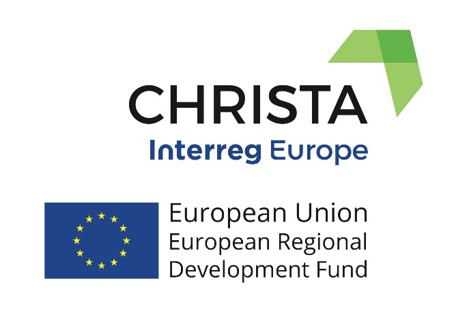 CHRISTA
Interreg Europe
European Union
European Regional
Development Fund